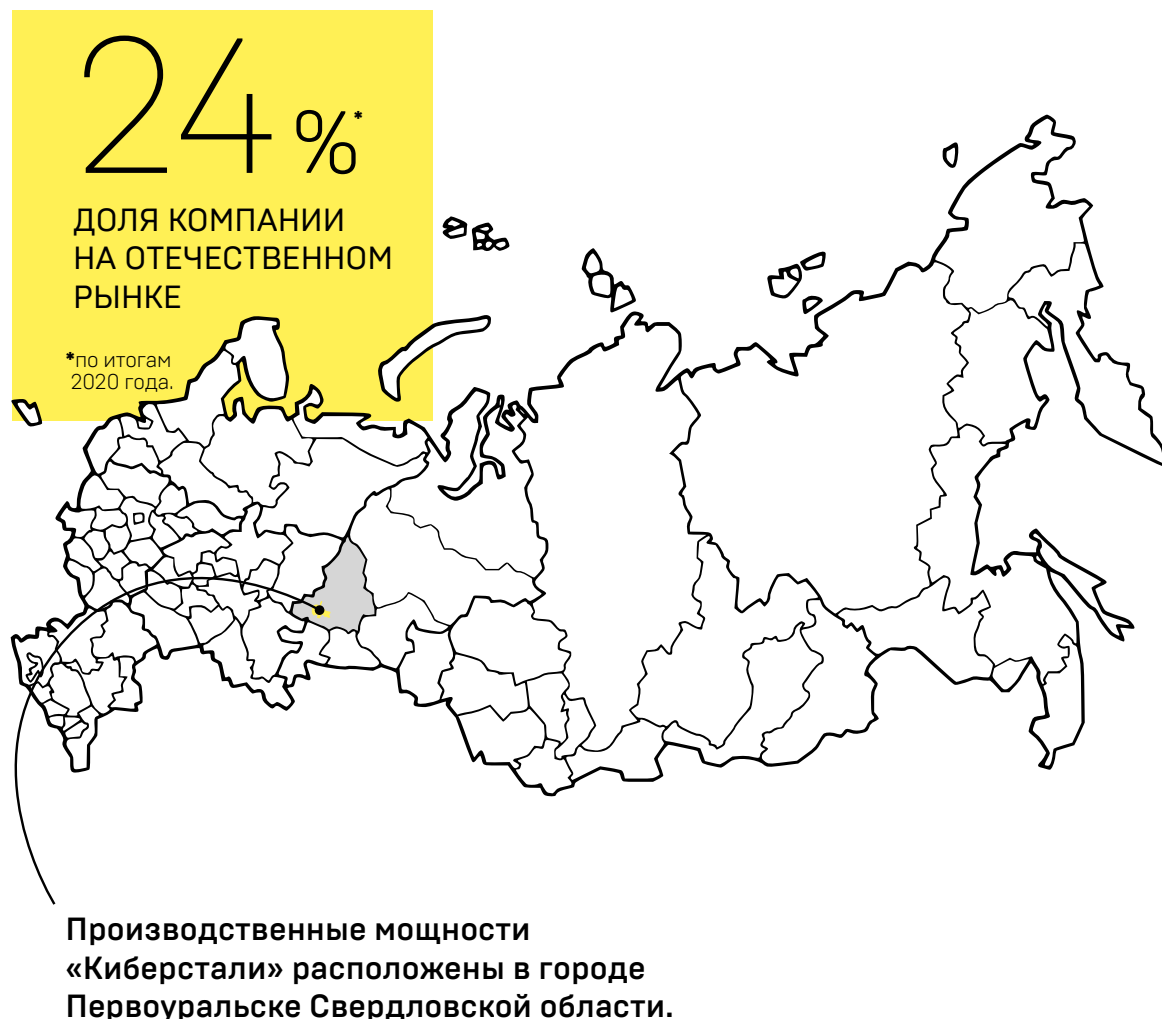 24 %*
ДОЛЯ КОМПАНИИ
НА ОТЕЧЕСТВЕННОМ
РЫНКЕ
*по итогам
2020 года.
Производственные мощности
«Киберстали» расположены в городе
Первоуральске Свердловской области.